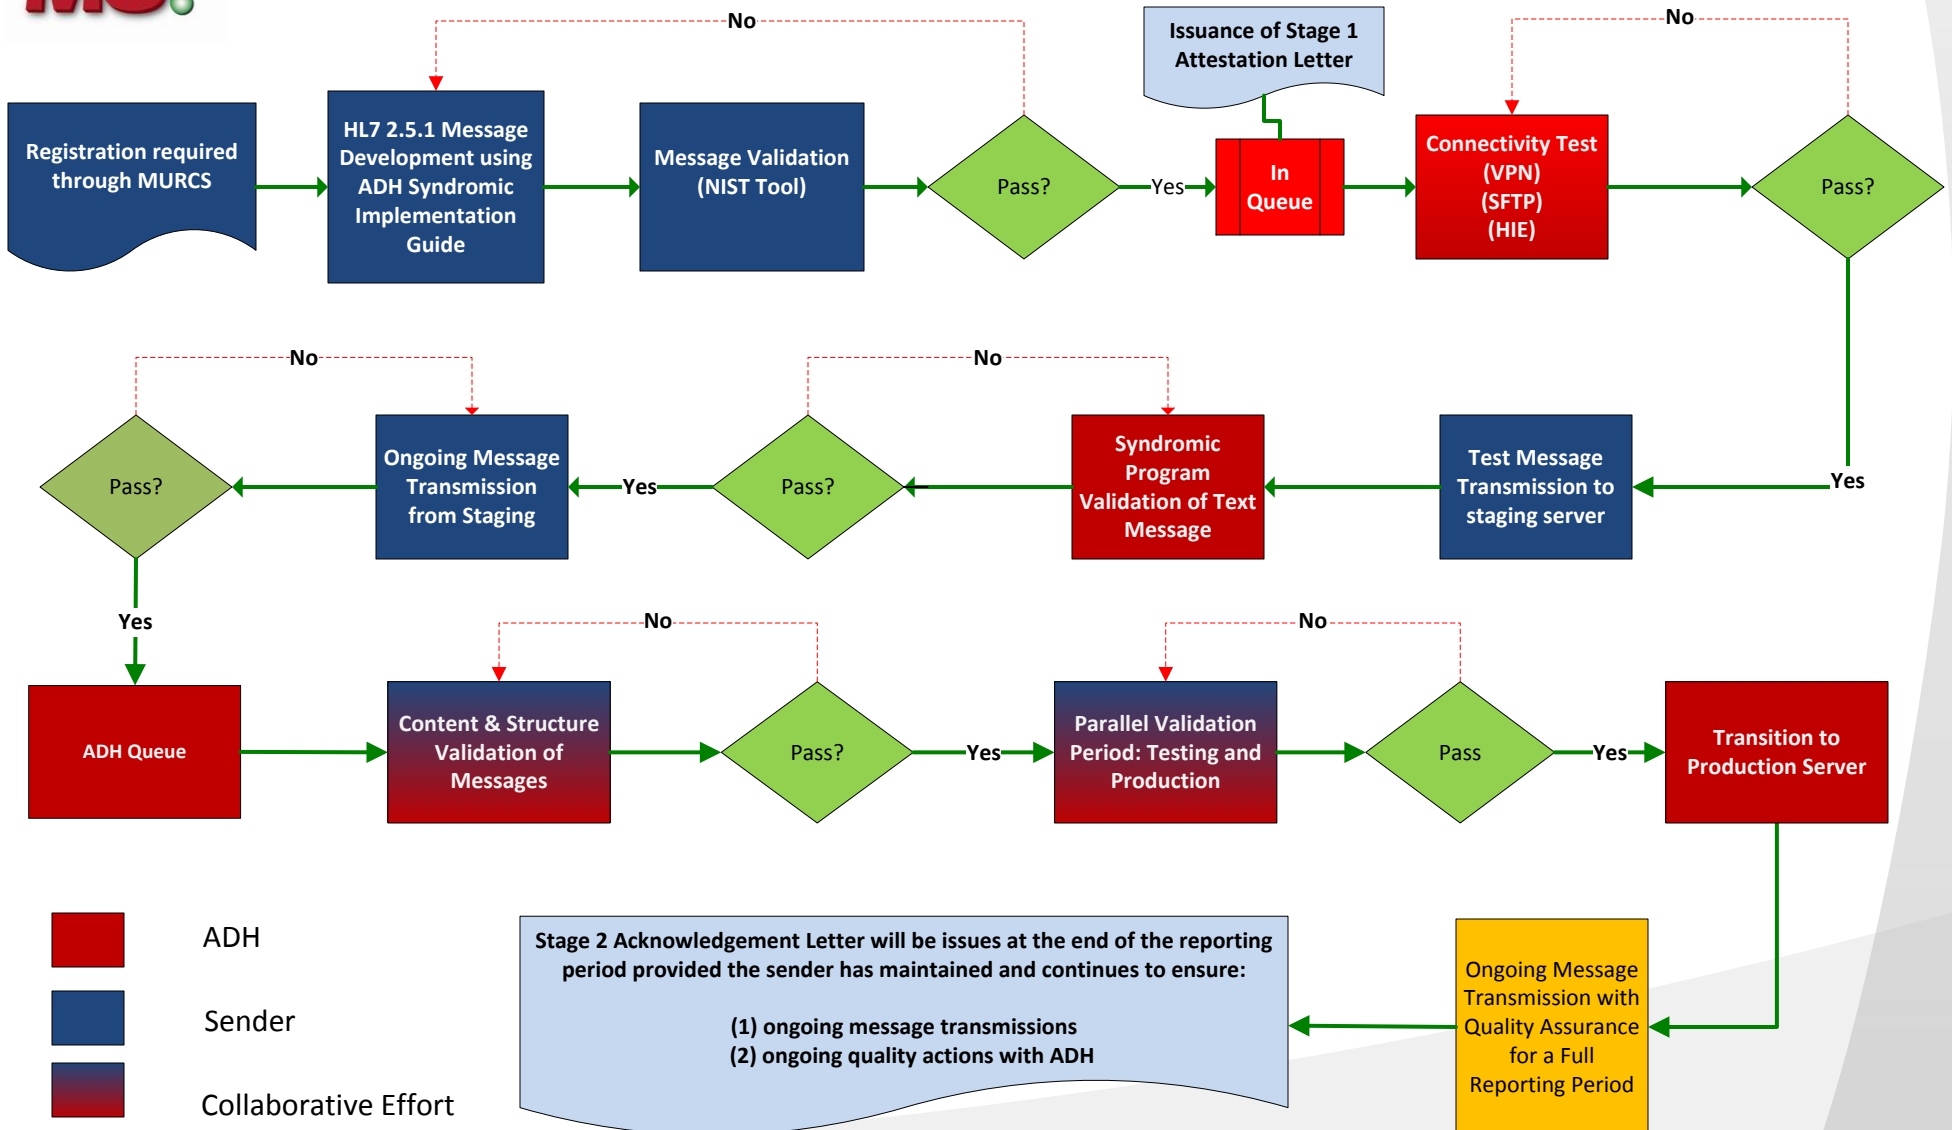 MU.
No
Issuance of Stage 1
Attestation Letter
No
Registration required
through MURCS
HL7 2.5.1 Message
Development using
ADH Syndromic
Implementation
Guide
Message Validation
(NIST Tool)
Pass?
Yes
In
Queue
Connectivity Test
(VPN)
(SFTP)
(HIE)
Pass?
No
No
Pass?
Ongoing Message
Transmission
from Staging
Yes
Pass?
Syndromic
Program
Validation of Text
Message
Test Message
Transmission to
staging server
Yes
Yes
No
No
ADH Queue
Content & Structure
Validation of
Messages
Pass?
Yes
Parallel Validation
Period: Testing and
Production
Pass
Yes
Transition to
Production Server
ADH
Sender
Collaborative Effort
Stage 2 Acknowledgement Letter will be issues at the end of the reporting
period provided the sender has maintained and continues to ensure:
(1) ongoing message transmissions
(2) ongoing quality actions with ADH
Ongoing Message
Transmission with
Quality Assurance
for a Full
Reporting Period